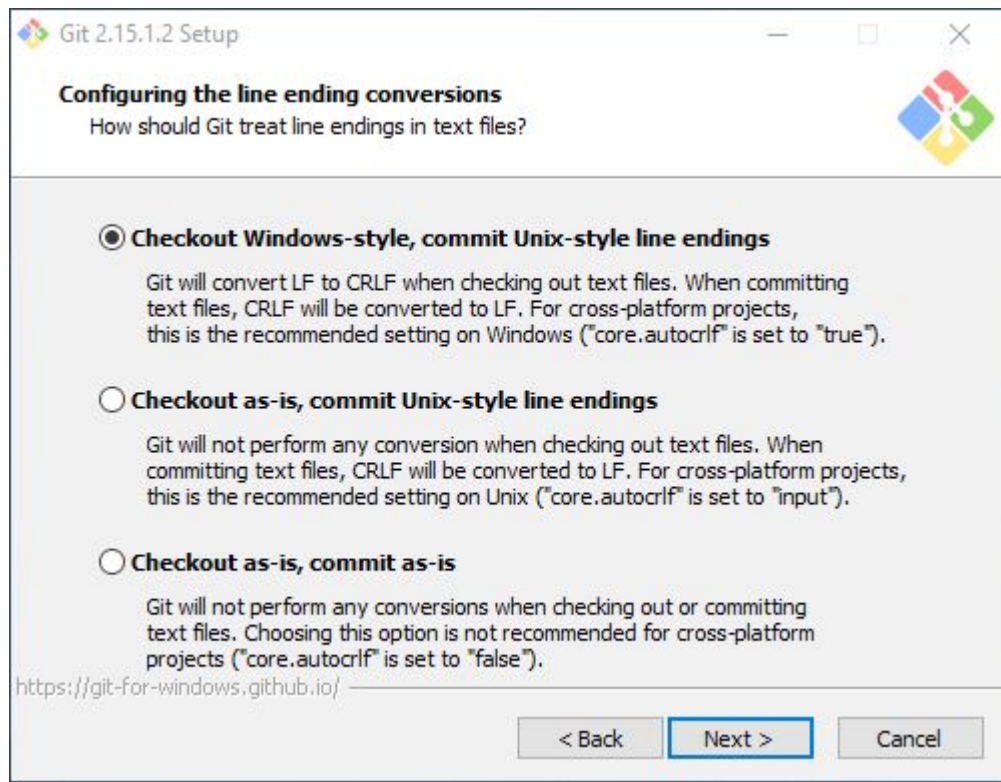 Git 2.15.1.2 Setup
Configuring the line ending conversions
How should Git treat line endings in text files?
Checkout Windows-style, commit Unix-style line endings
Git will convert LF to CRLF when checking out text files. When committing
text files, CRLF will be converted to LF. For cross-platform projects,
this is the recommended setting on Windows ("core.autocrlf" is set to "true").
Checkout as-is, commit Unix-style line endings
Git will not perform any conversion when checking out text files. When
committing text files, CRLF will be converted to LF. For cross-platform projects,
this is the recommended setting on Unix ("core.autocrlf" is set to "input").
Checkout as-is, commit as-is
Git will not perform any conversions when checking out or committing
text files. Choosing this option is not recommended for cross-platform
projects ("core.autocrlf" is set to "false").
https://git-for-windows.github.io/
< Back Next > Cancel